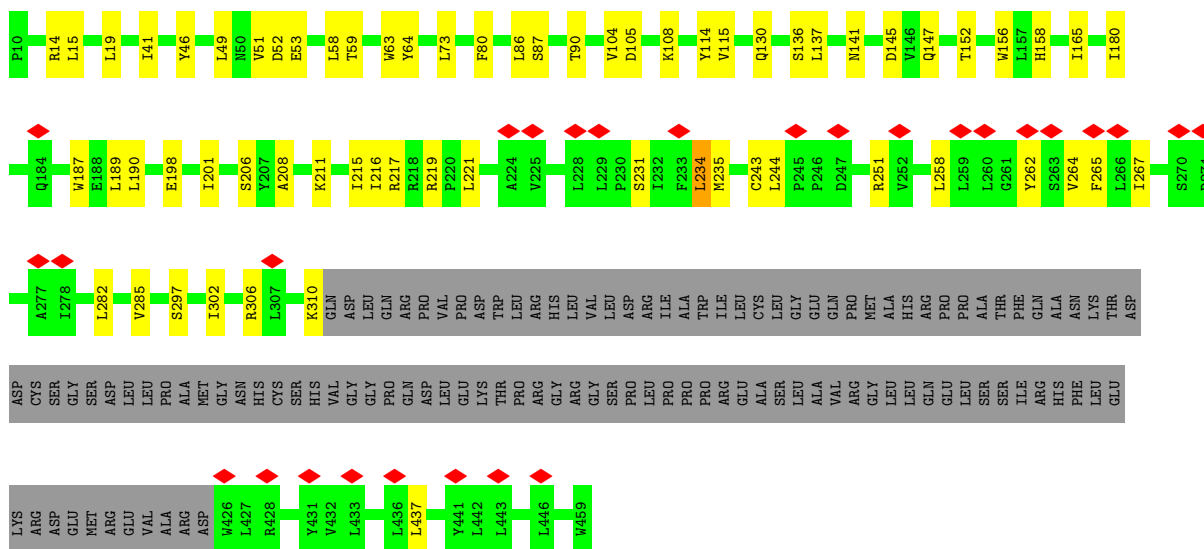 P10 R14 L15 L19 I41 Y46 L49 N50 V51 D52 E53 L58 T59 W63 Y64 L73 F80 L86 S87 T90 V104 D105 K108 Y114 V115 Q130 S136 L137 N141 D145 V146 Q147 T152 W156 L157 H158 I165 I180
Q184 W187 E188 L189 L190 E198 I201 S206 Y207 A208 K211 I215 I216 R217 R218 R219 P220 L221 A224 V225 L228 L229 P230 S231 I232 F233 L234 M235 C243 L244 P245 P246 D247 R251 V252 L258 L259 L260 G261 Y262 S263 V264 F265 L266 I267 S270
A277 I278 L282 V285 S297 I302 R306 L307 K310 GLN ASP LEU GLN ARG PRO VAL PRO ASP TRP LEU ARG HIS LEU VAL LEU ASP ARG ILE ALA TRP ILE LEU CYS LEU GLY GLU GLN PRO MET ALA HIS ARG PRO PRO ALA THR PHE GLN ALA ASN LYS THR ASP
ASP CYS SER GLY SER ASP LEU LEU PRO ALA MET GLY ASN HIS CYS SER HIS VAL GLY GLY PRO GLN ASP LEU GLU LYS THR PRO ARG GLY ARG GLY SER PRO LEU PRO PRO PRO ARG GLU ALA SER LEU ALA VAL ARG GLY LEU LEU GLN GLU LEU SER SER ILE ARG HIS PHE LEU GLU
LYS ARG ASP GLU MET ARG GLU VAL ALA ARG ASP W426 L427 R428 Y431 V432 L433 L436 L437 Y441 L442 L443 L446 W459